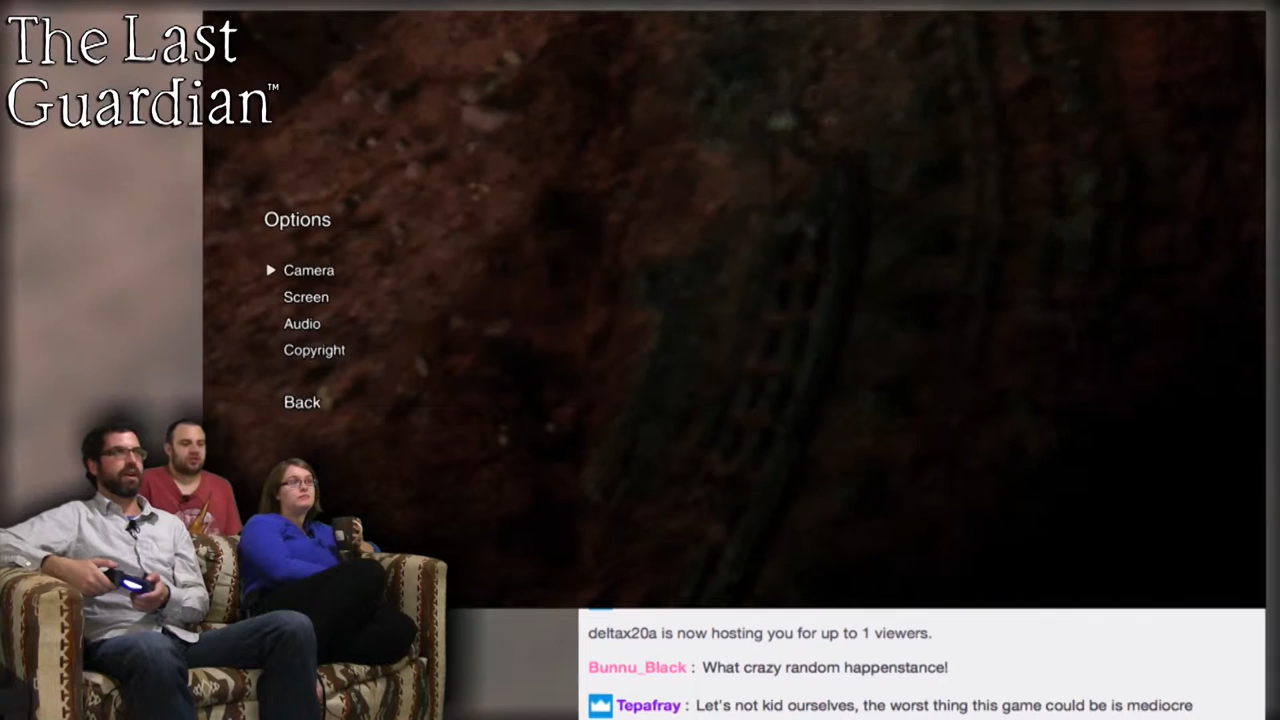 The Last
Guardian™
Options
Camera
Screen
Audio
Copyright
Back
deltax20a is now hosting you for up to 1 viewers.
Bunnu_Black : What crazy random happenstance!
Tepafray : Let's not kid ourselves, the worst thing this game could be is mediocre